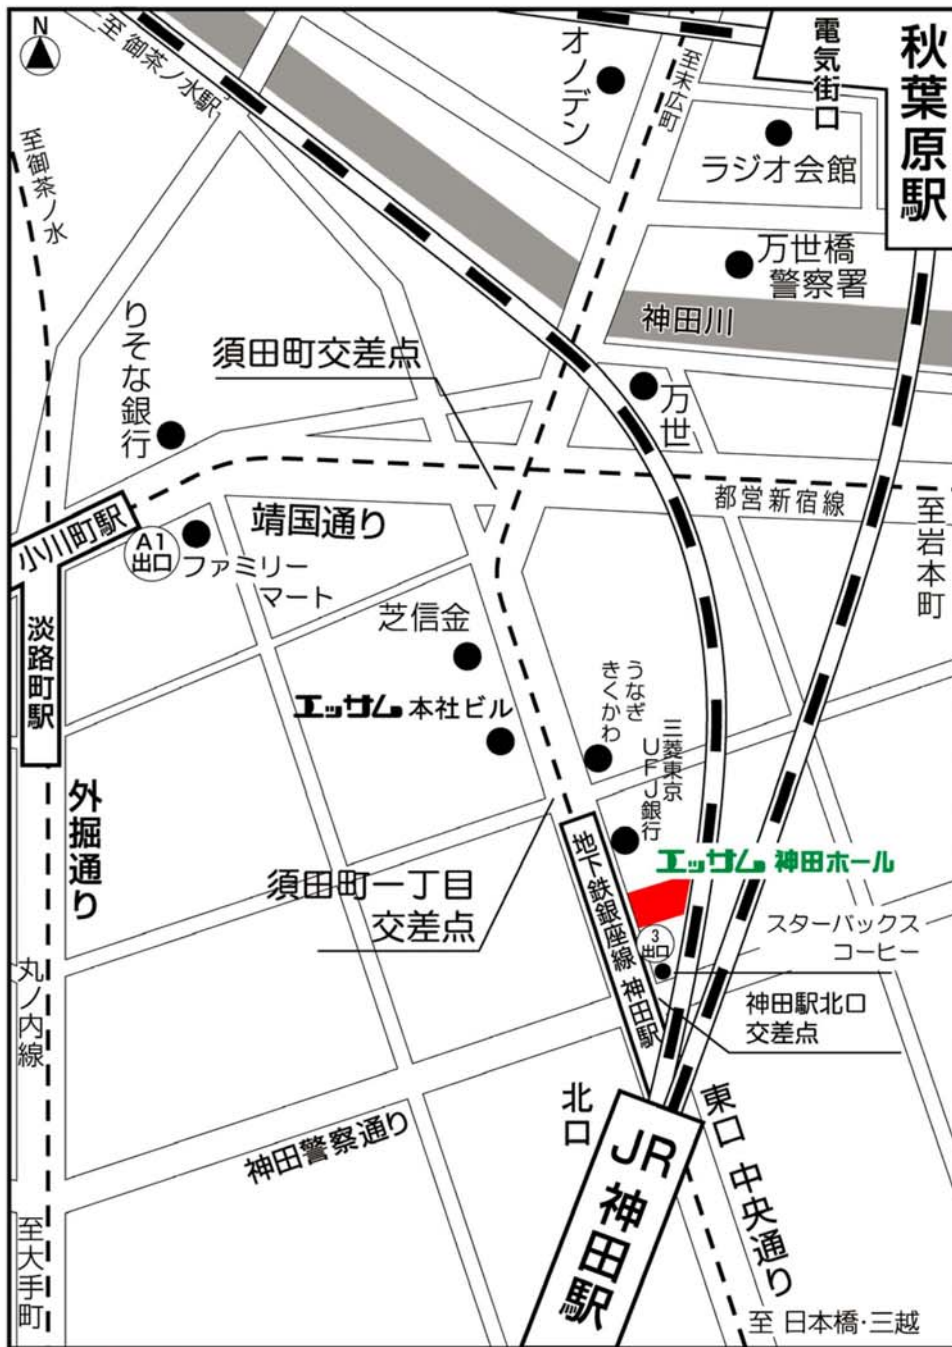 N
至 御茶ノ水駅
オノデン
至末広町
電気街口
秋葉原駅
ラジオ会館
至御茶ノ水
万世橋
警察署
神田川
りそな銀行
須田町交差点
万世
都営新宿線
至岩本町
小川町駅
A1
出口
靖国通り
ファミリー
マート
淡路町駅
芝信金
エッサム 本社ビル
うなぎ
きくかわ
三菱東京
UFJ銀行
外堀通り
地下鉄銀座線 神田駅
エッサム 神田ホール
須田町一丁目
交差点
3
出口
スターバックス
コーヒー
丸ノ内線
神田駅北口
交差点
北口
東口
中央通り
神田警察通り
JR
神田駅
至大手町
至 日本橋・三越